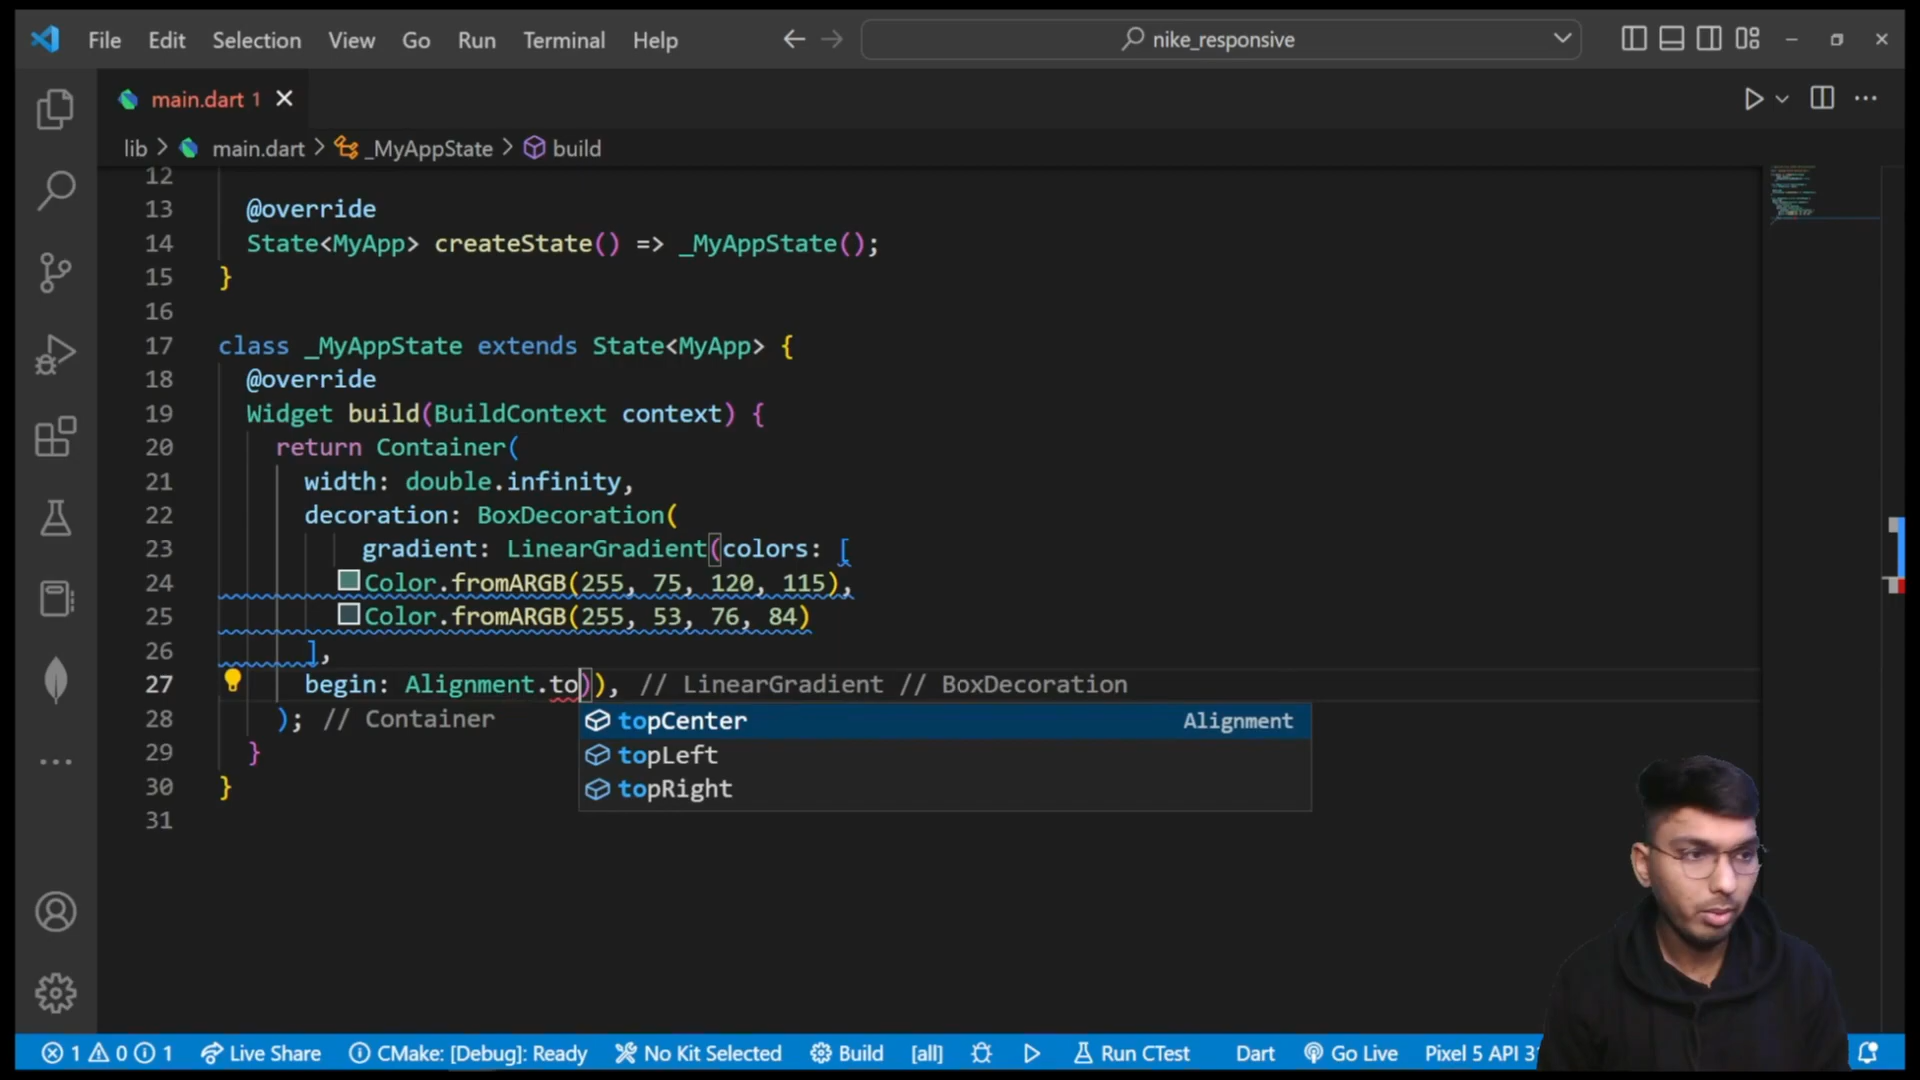 File Edit Selection View Go Run Terminal Help nike_responsive
main.dart 1
lib > main.dart > _MyAppState > build
12
13 @override
14 State<MyApp> createState() => _MyAppState();
15 }
16
17 class _MyAppState extends State<MyApp> {
18 @override
19 Widget build(BuildContext context) {
20 return Container(
21 width: double.infinity,
22 decoration: BoxDecoration(
23 gradient: LinearGradient(colors: [
24 Color.fromARGB(255, 75, 120, 115),
25 Color.fromARGB(255, 53, 76, 84)
26 ],
27 begin: Alignment.to)), // LinearGradient // BoxDecoration
28 ); // Container
topCenter Alignment
topLeft
29 }
topRight
30 }
31
1 0 1 Live Share CMake: [Debug]: Ready No Kit Selected Build [all] Run CTest Dart Go Live Pixel 5 API